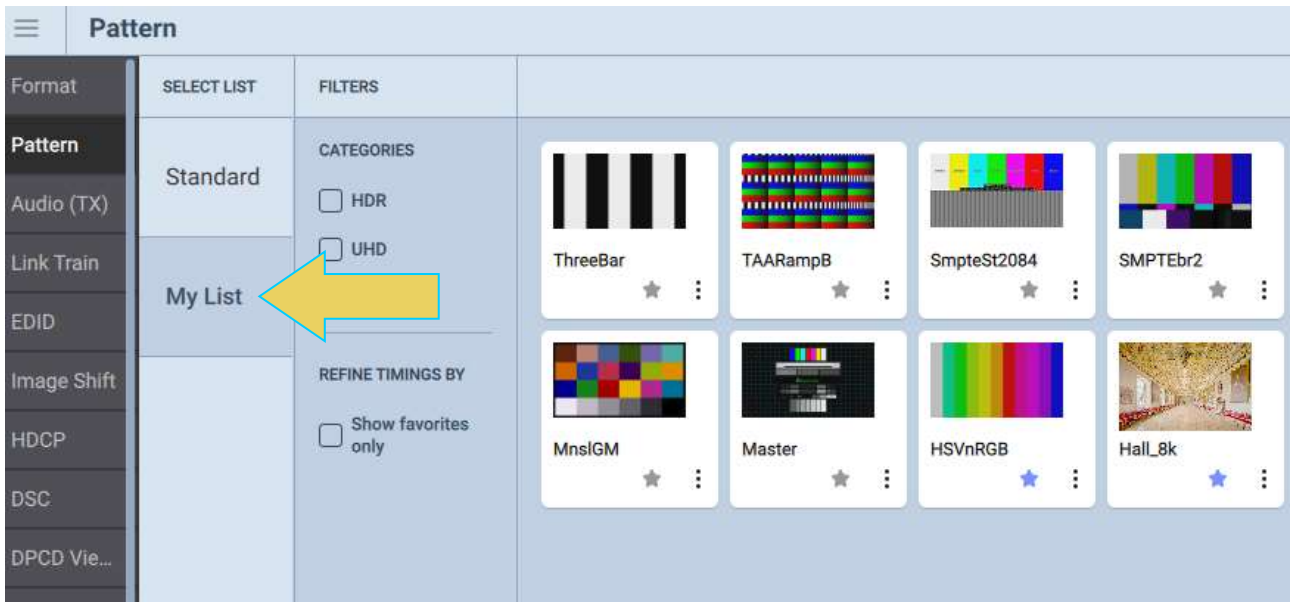 Pattern
Format
Pattern
Audio (TX)
Link Train
EDID
Image Shift
HDCP
DSC
DPCD Vie...
SELECT LIST
Standard
My List
FILTERS
CATEGORIES
HDR
UHD
REFINE TIMINGS BY
Show favorites
only
ThreeBar
TAARampB
SmpteSt2084
SMPTEbr2
MnslGM
Master
HSVnRGB
Hall_8k